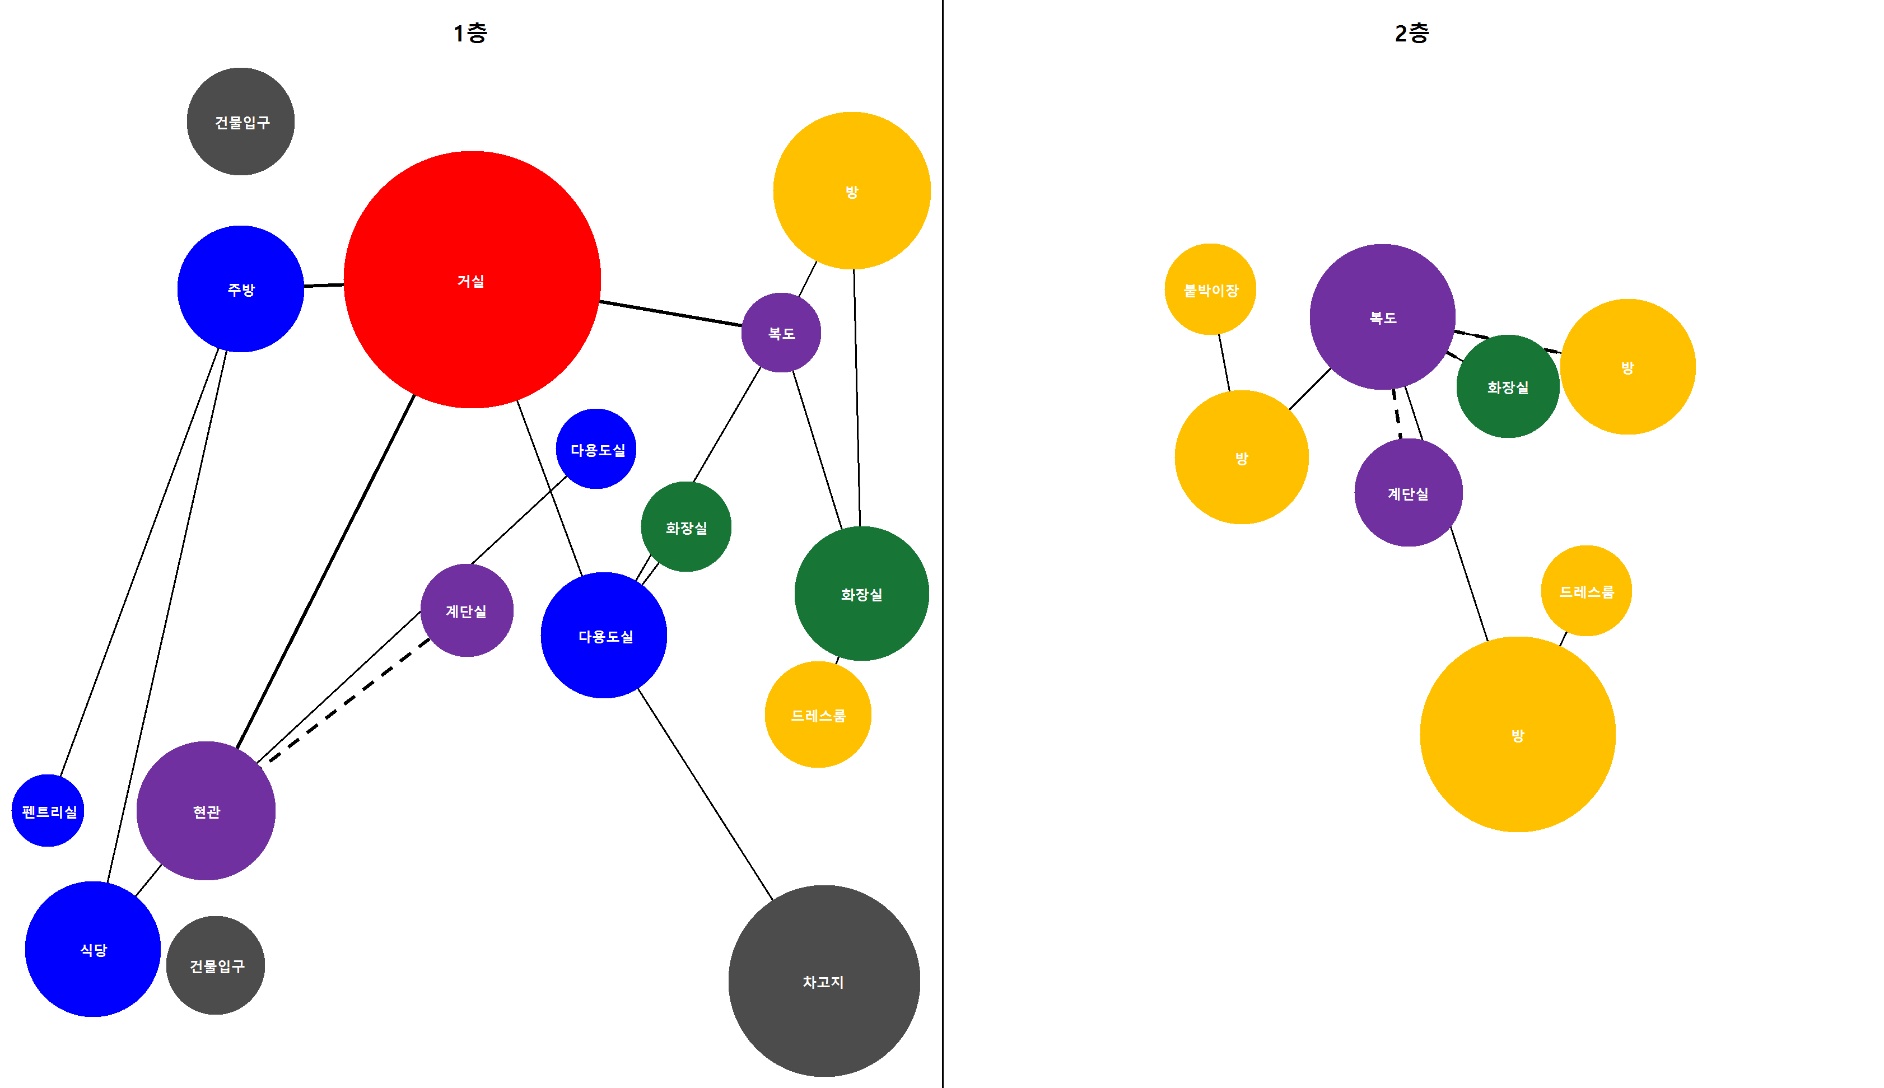 1층
건물입구
방
거실
주방
복도
다용도실
화장실
화장실
계단실
다용도실
드레스룸
펜트리실
현관
식당
건물입구
차고지
2층
붙박이장
복도
방
화장실
방
계단실
드레스룸
방